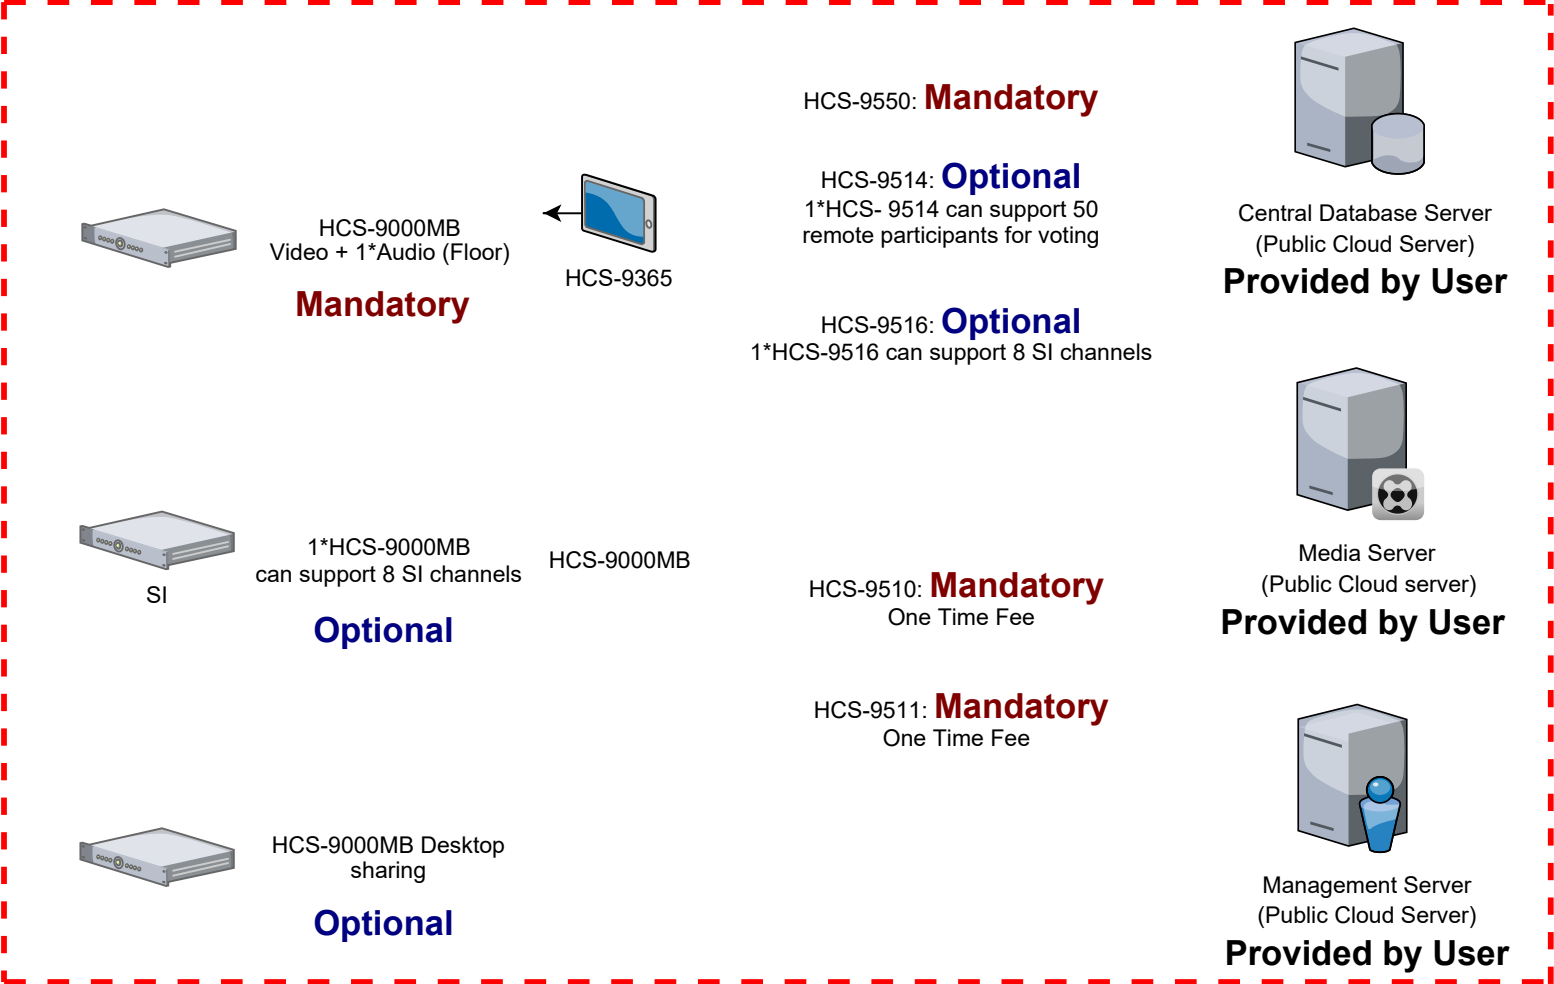 HCS-9000MB
Video + 1*Audio (Floor)
Mandatory
HCS-9365
HCS-9550: Mandatory
HCS-9514: Optional
1*HCS- 9514 can support 50
remote participants for voting
HCS-9516: Optional
1*HCS-9516 can support 8 SI channels
Central Database Server
(Public Cloud Server)
Provided by User
SI
1*HCS-9000MB
can support 8 SI channels
Optional
HCS-9000MB
HCS-9510: Mandatory
One Time Fee
HCS-9511: Mandatory
One Time Fee
Media Server
(Public Cloud server)
Provided by User
HCS-9000MB Desktop
sharing
Optional
Management Server
(Public Cloud Server)
Provided by User